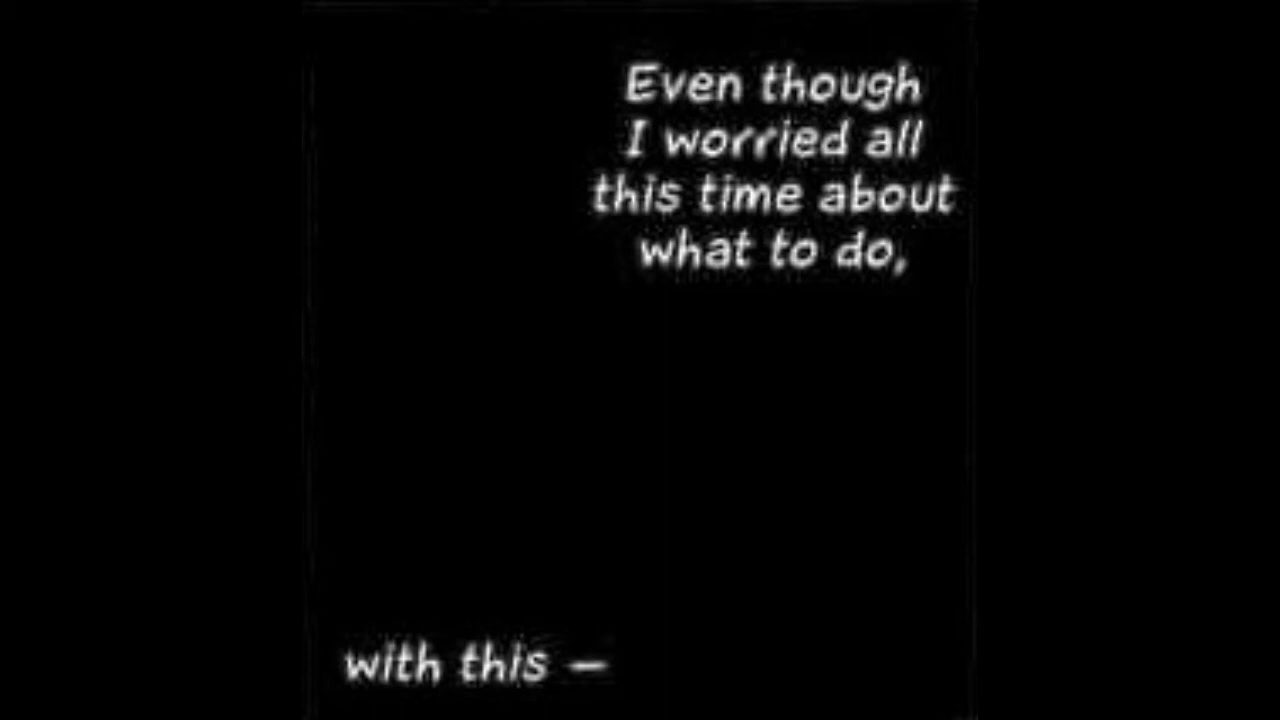 Even though
I worried all
this time about
what to do,
with this –